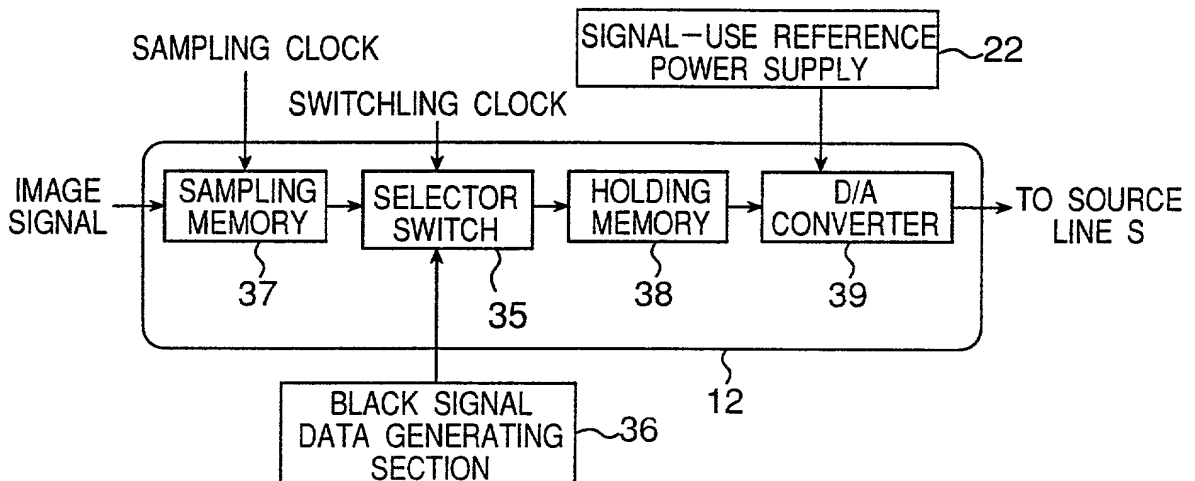 SAMPLING CLOCK
SIGNAL-USE REFERENCE
POWER SUPPLY
22
SWITCHLING CLOCK
IMAGE
SIGNAL
SAMPLING
MEMORY
SELECTOR
SWITCH
HOLDING
MEMORY
D/A
CONVERTER
TO SOURCE
LINE S
37
35
38
39
12
BLACK SIGNAL
DATA GENERATING
SECTION
36